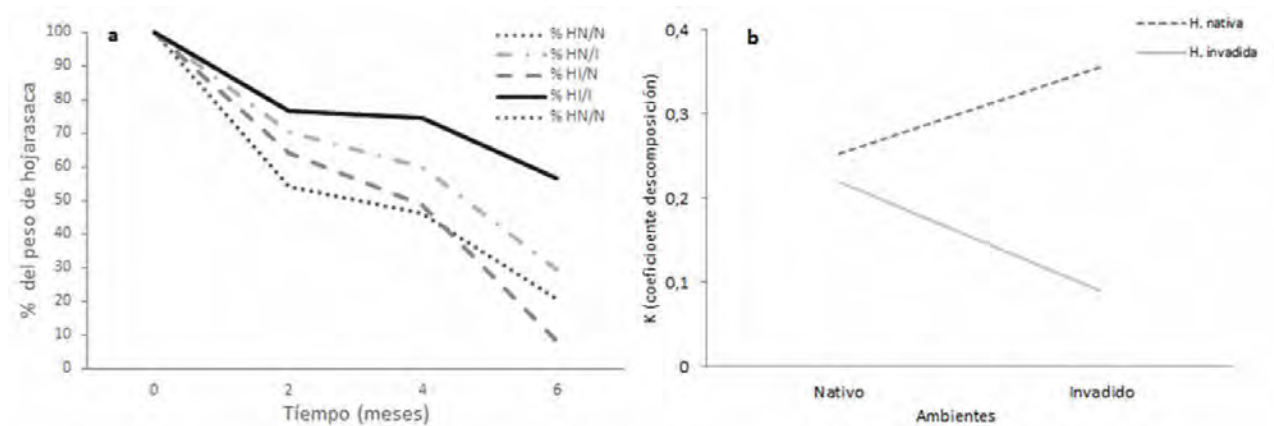 a
% del peso de hojarasaca
100
90
80
70
60
50
40
30
20
10
0
0 2 4 6
Tíempo (meses)
% HN/N
% HN/I
% HI/N
% HI/I
% HN/N
b
K (coeficioente descomposición)
0,4
0,3
0,2
0,1
0
Nativo Invadido
Ambientes
H. nativa
H. invadida